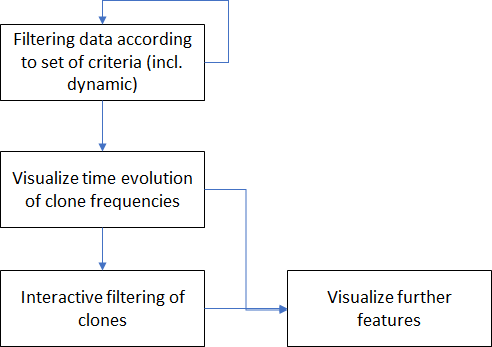 Filtering data according
to set of criteria (incl.
dynamic)
Visualize time evolution
of clone frequencies
Interactive filtering of
clones
Visualize further
features